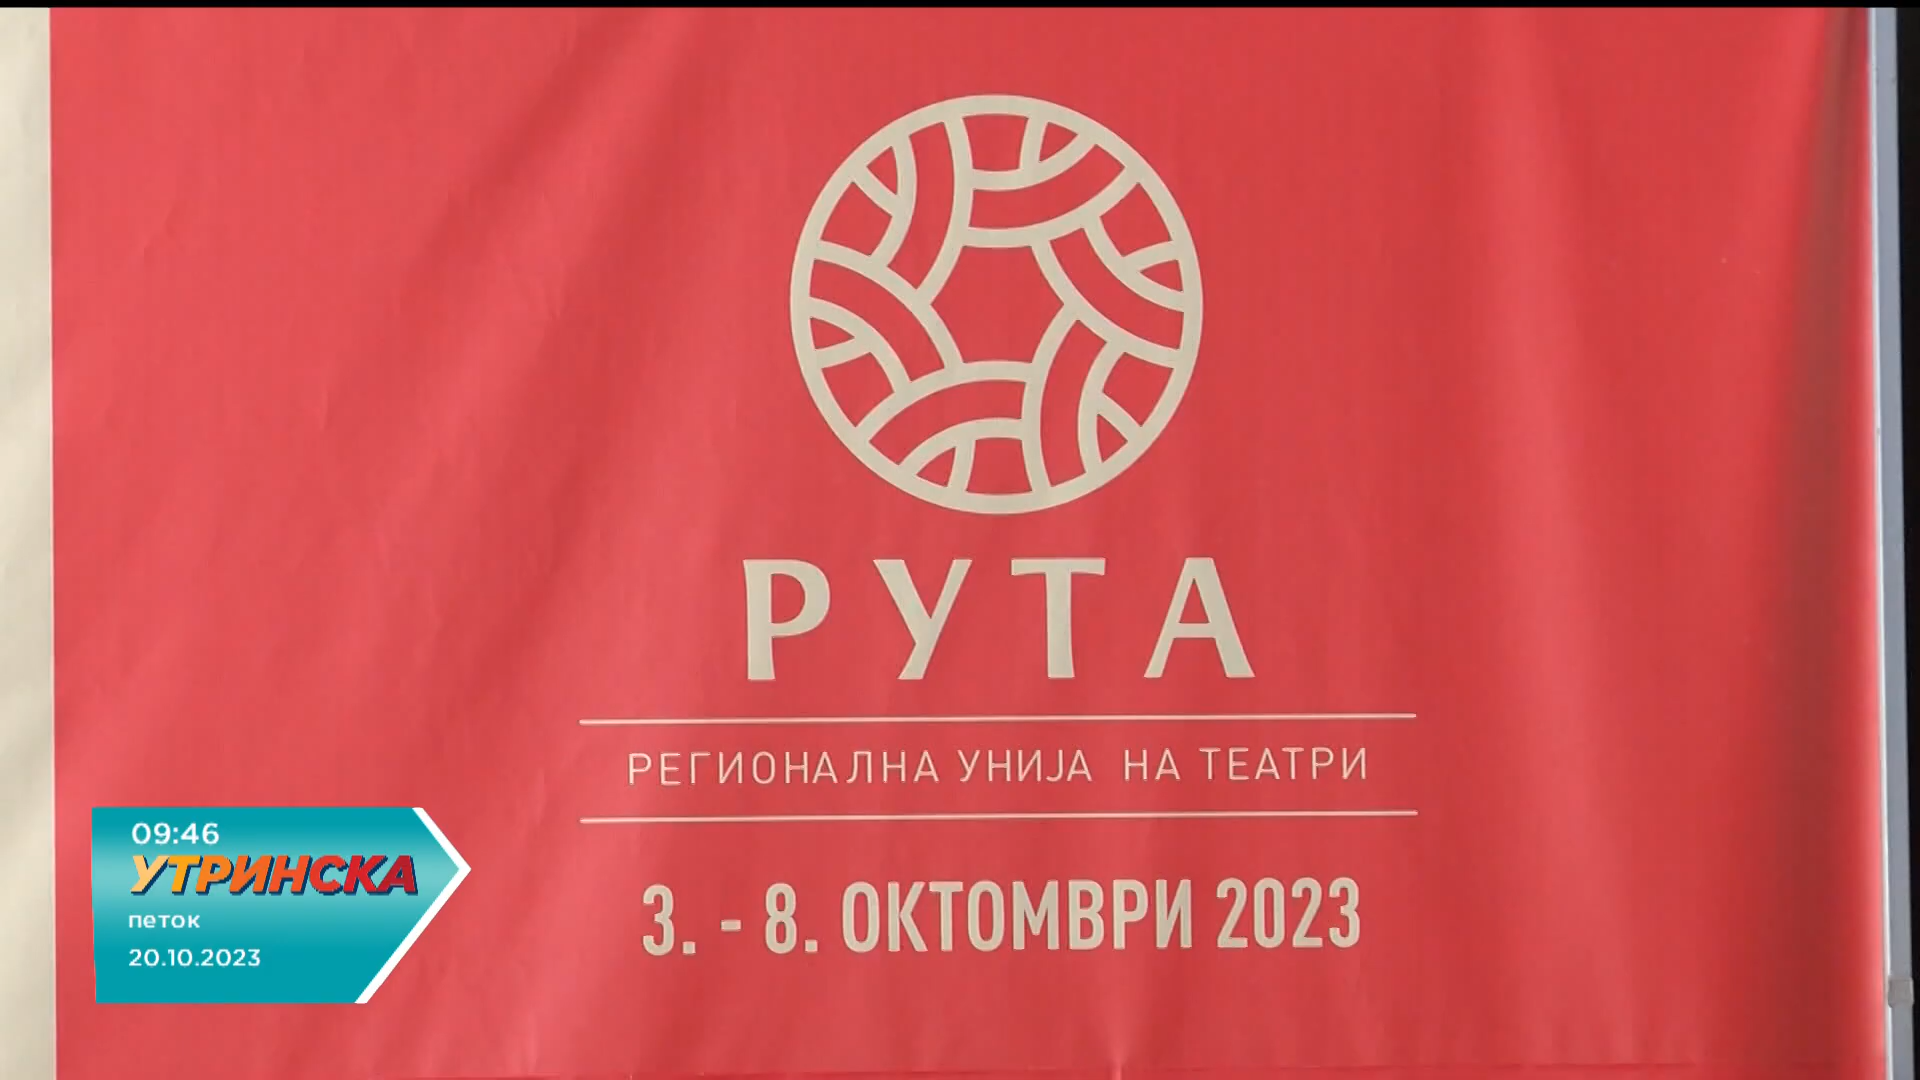 РУТА
РЕГИОНАЛНА УНИЈА НА ТЕАТРИ
3. - 8. ОКТОМВРИ 2023
09:46
УТРИНСКА
петок
20.10.2023